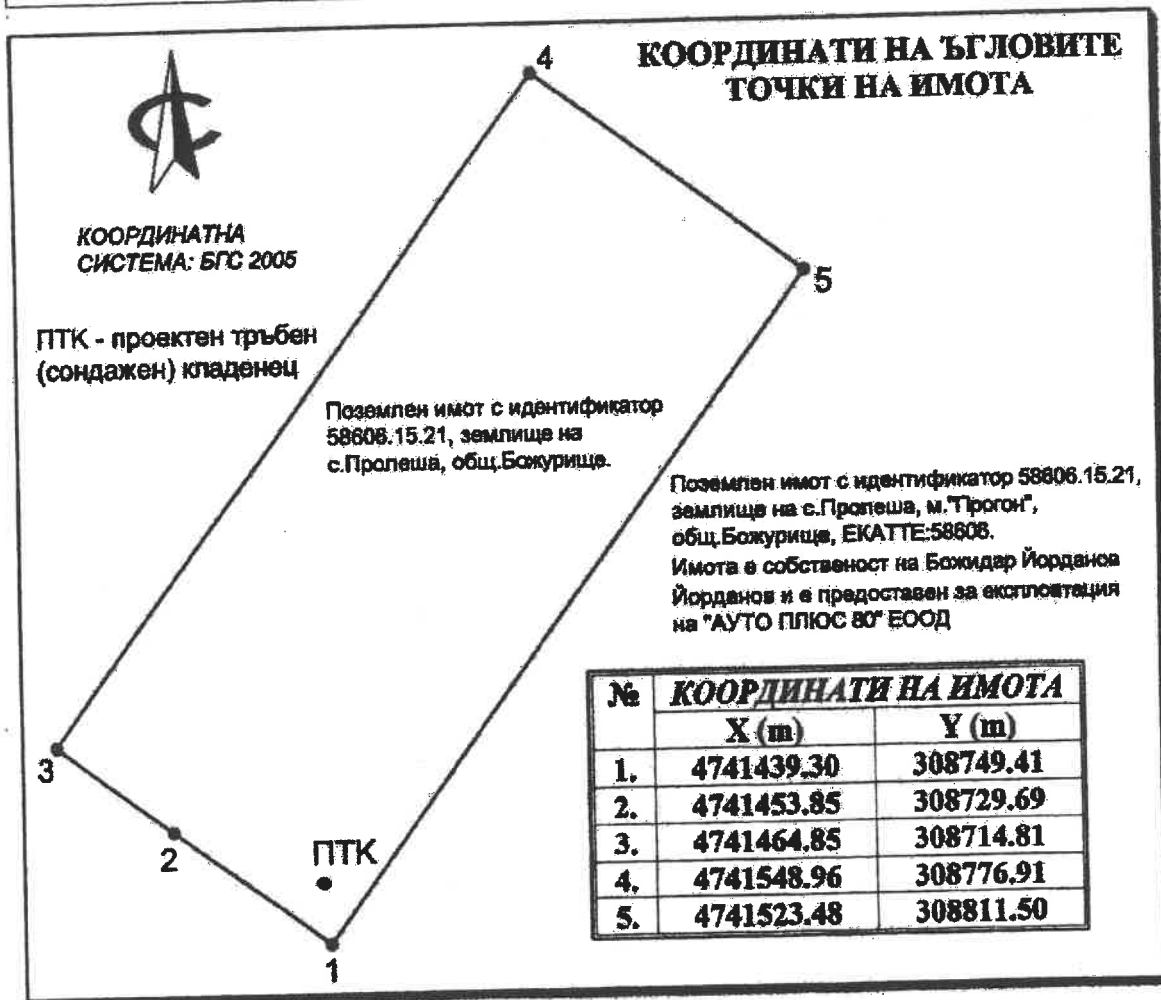 КООРДИНАТИ НА ЪГЛОВИТЕ
ТОЧКИ НА ИМОТА
4
КООРДИНАТНА
СИСТЕМА: БГС 2005
5
ПТК - проектен тръбен
(сондажен) кладенец
Поземлен имот с идентификатор
58606.15.21, землище на
с.Пролеша, общ.Божурище.
Поземлен имот с идентификатор 58606.15.21,
землище на с.Пролеша, м."Прогон",
общ.Божурище, ЕКАТТЕ:58606.
Имота е собственост на Божидар Йорданов
Йорданов и е предоставен за експлоатация
на "АУТО ПЛЮС 80" ЕООД
№ КООРДИНАТИ НА ИМОТА
X (m) Y (m)
1. 4741439.30 308749.41
2. 4741453.85 308729.69
3. 4741464.85 308714.81
4. 4741548.96 308776.91
5. 4741523.48 308811.50
3
2
ПТК
1